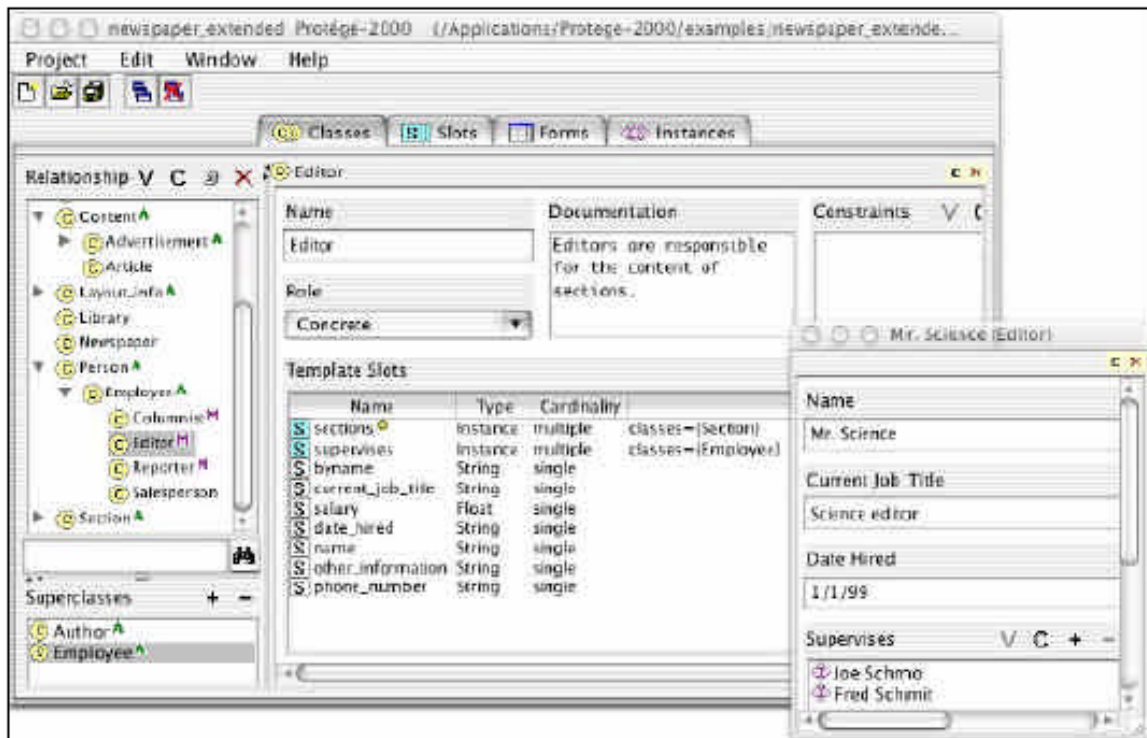 newspaper_extended Protégé-2000 (/Applications/Protege-2000/examples/newspaper_extende...
Project Edit Window Help
Classes Slots Forms Instances
Relationship V C
Content A
Advertisement A
Article
Layout_info A
Library
Newspaper
Person A
Employee A
Columnist M
Editor M
Reporter M
Salesperson
Section A
Superclasses + −
Author A
Employee A
Editor
Name
Editor
Role
Concrete
Documentation
Editors are responsible
for the content of
sections.
Constraints V C
Template Slots
Name Type Cardinality
S sections Instance multiple classes={Section}
S supervises Instance multiple classes={Employee}
S byname String single
S current_job_title String single
S salary Float single
S date_hired String single
S name String single
S other_information String single
S phone_number String single
Mr. Science (Editor)
Name
Mr. Science
Current Job Title
Science editor
Date Hired
1/1/99
Supervises V C + −
Joe Schmo
Fred Schmit